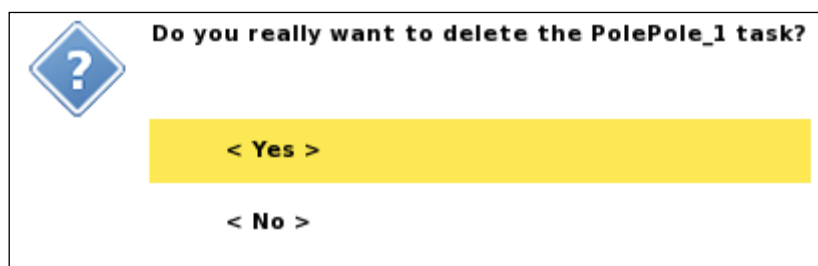 Do you really want to delete the PolePole_1 task?
?
< Yes >
< No >